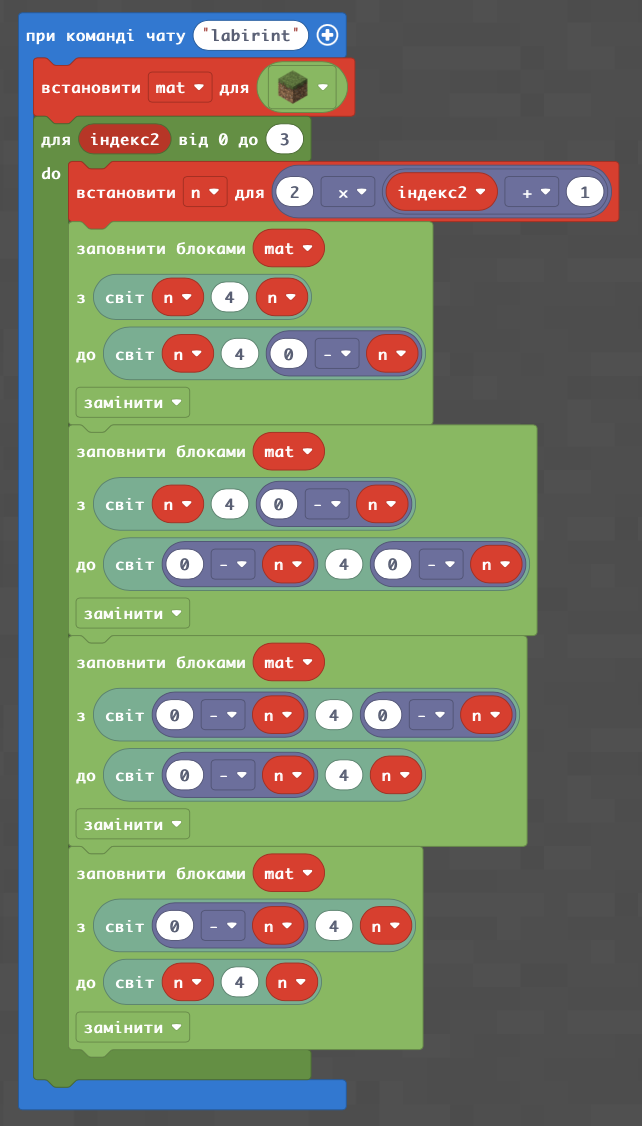 при команді чату "labirint"
встановити mat для
для індекс2 від 0 до 3
do
встановити n для 2 × індекс2 + 1
заповнити блоками mat
з світ n 4 n
до світ n 4 0 - n
замінити
заповнити блоками mat
з світ n 4 0 - n
до світ 0 - n 4 0 - n
замінити
заповнити блоками mat
з світ 0 - n 4 0 - n
до світ 0 - n 4 n
замінити
заповнити блоками mat
з світ 0 - n 4 n
до світ n 4 n
замінити